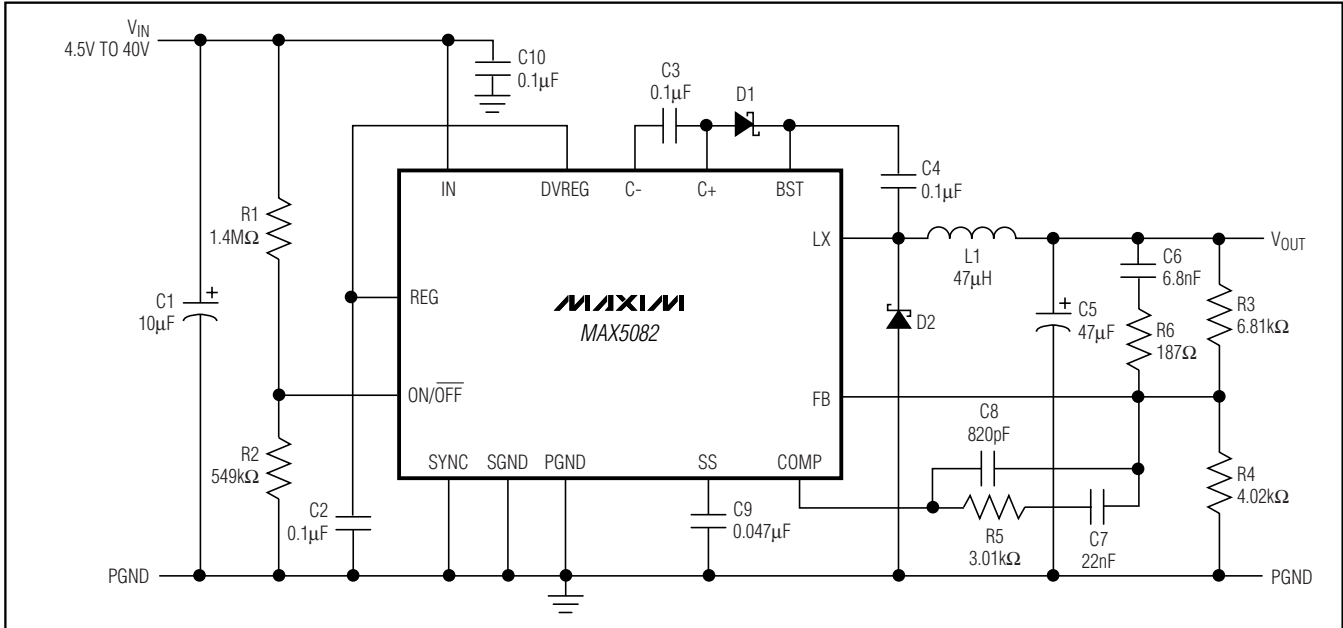 VIN
4.5V TO 40V
C10
0.1μF
C3
0.1μF
D1
C4
0.1μF
IN
DVREG
C-
C+
BST
R1
1.4MΩ
LX
L1
47μH
VOUT
C6
6.8nF
C1
+
10μF
REG
MAXIM
MAX5082
D2
+
C5
47μF
R6
187Ω
R3
6.81kΩ
ON/OFF
FB
R2
549kΩ
SYNC
SGND
PGND
SS
COMP
C8
820pF
R4
4.02kΩ
C2
0.1μF
C9
0.047μF
R5
3.01kΩ
C7
22nF
PGND
PGND